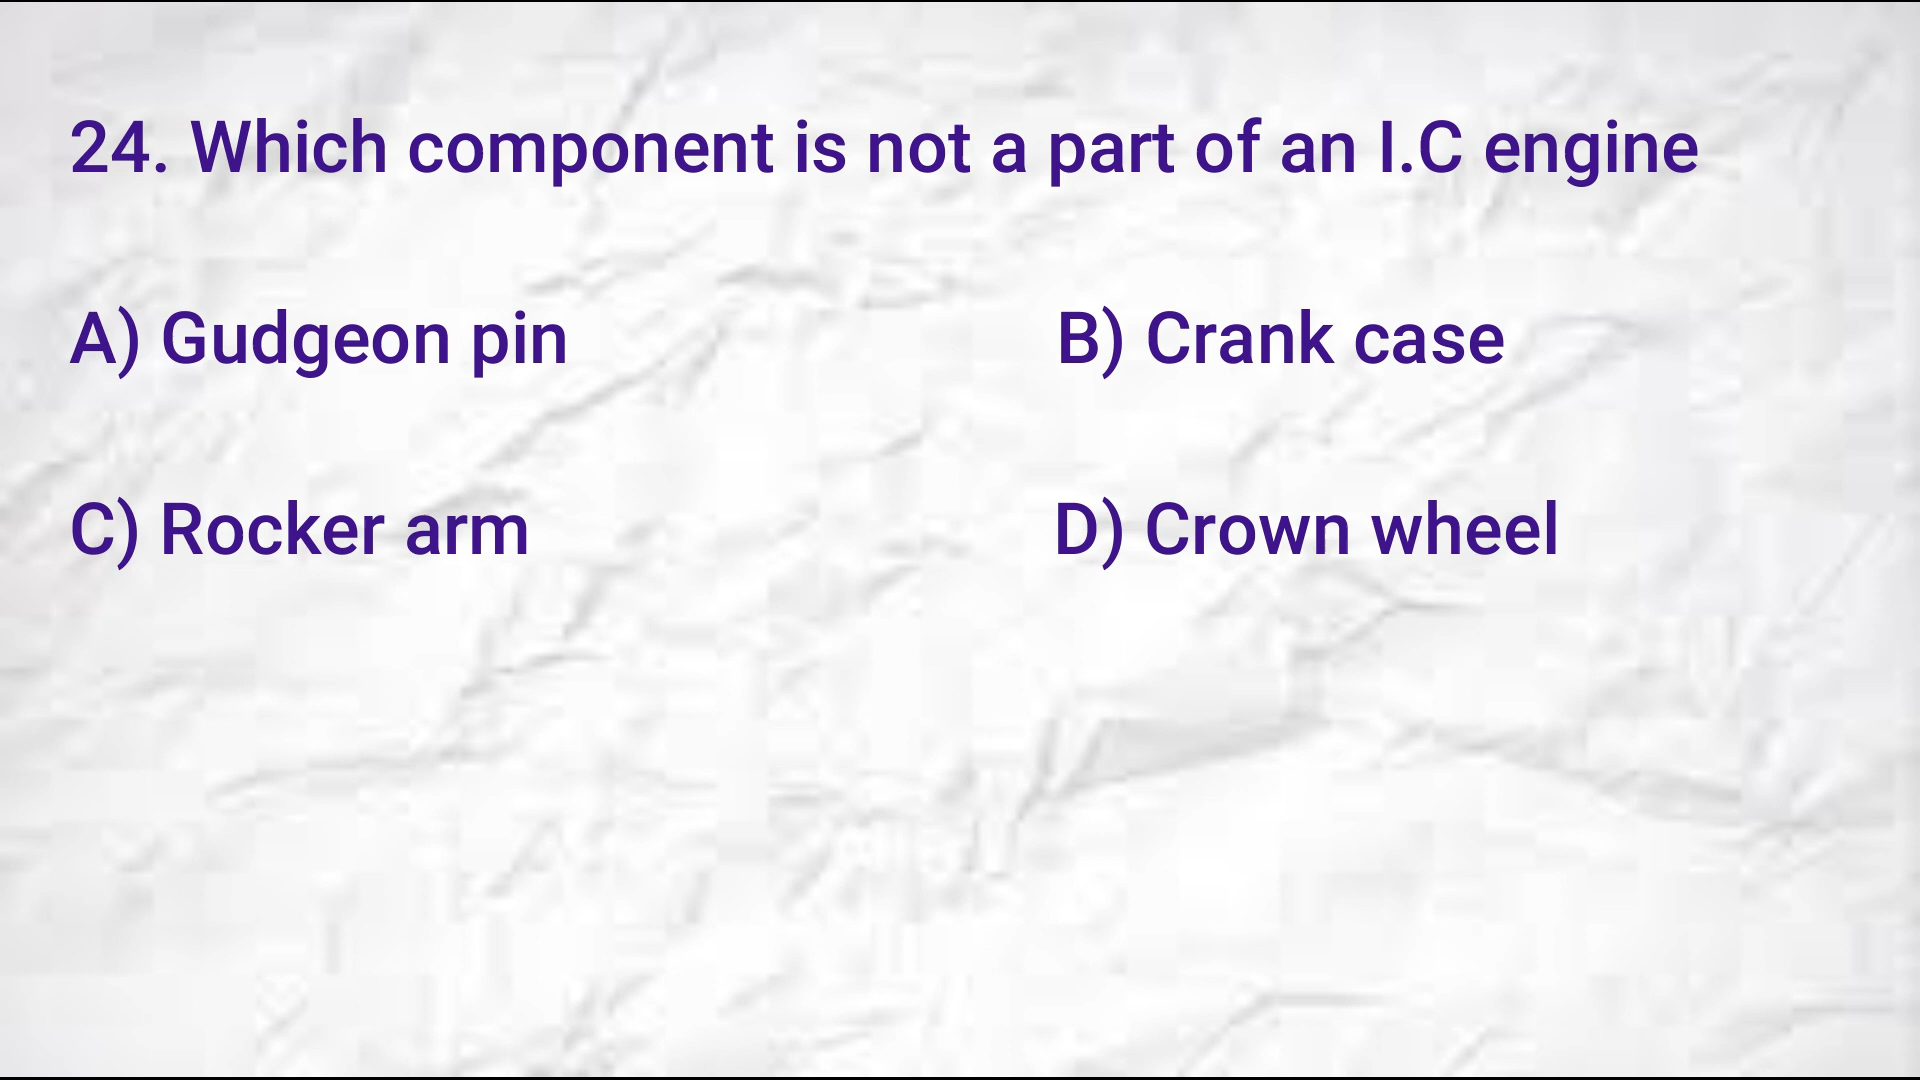 24. Which component is not a part of an I.C engine
A) Gudgeon pin B) Crank case
C) Rocker arm D) Crown wheel